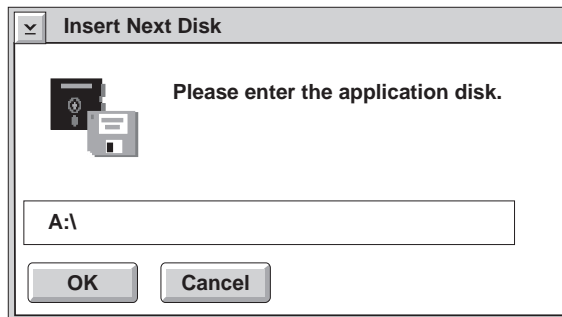 Insert Next Disk
Please enter the application disk.
A:\
OK
Cancel